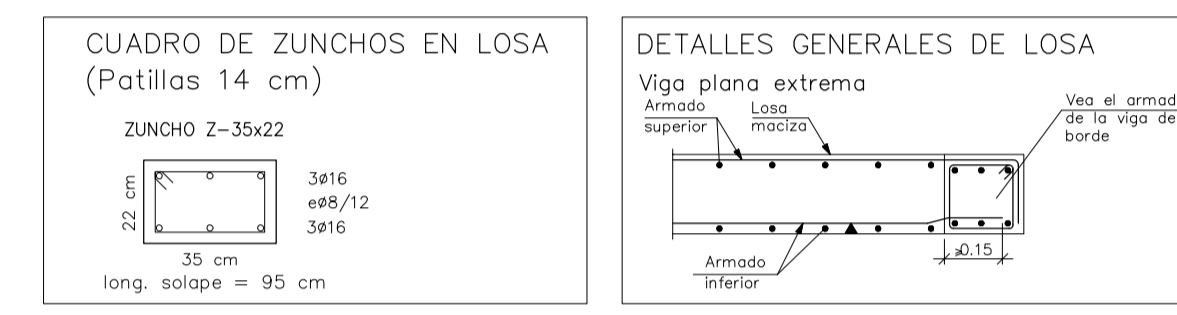 CUADRO DE ZUNCHOS EN LOSA
(Patillas 14 cm)
ZUNCHO Z-35x22
22 cm
3ø16
eø8/12
3ø16
35 cm
long. solape = 95 cm
DETALLES GENERALES DE LOSA
Viga plana extrema
Armado
superior
Losa
maciza
Vea el armad
de la viga de
borde
Armado
inferior
≥0.15